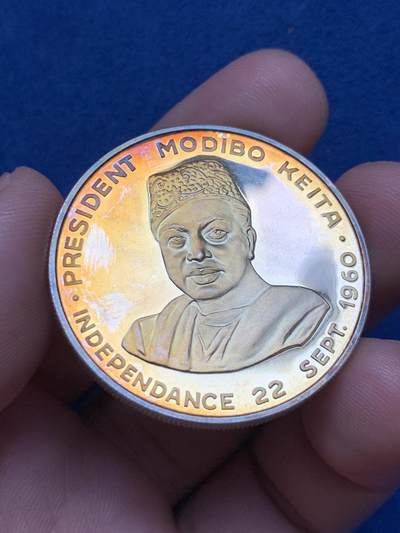 · PRESIDENT MODIBO KEITA ·
INDEPENDANCE 22 SEPT. 1960